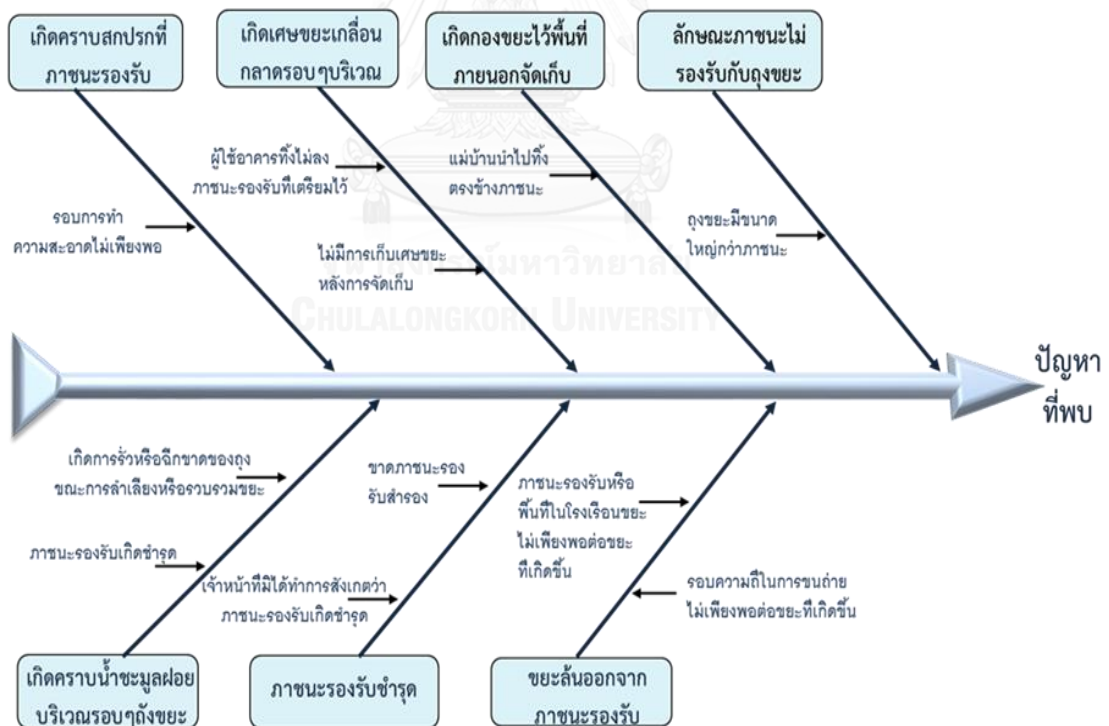 เกิดคราบสกปรกที่
ภาชนะรองรับ
เกิดเศษขยะเกลื่อน
กลาดรอบๆบริเวณ
เกิดกองขยะไว้พื้นที่
ภายนอกจัดเก็บ
ลักษณะภาชนะไม่
รองรับกับถุงขยะ
ผู้ใช้อาคารทิ้งไม่ลง
ภาชนะรองรับที่เตรียมไว้
แม่บ้านนำไปทิ้ง
ตรงข้างภาชนะ
รอบการทำ
ความสะอาดไม่เพียงพอ
ถุงขยะมีขนาด
ใหญ่กว่าภาชนะ
ไม่มีการเก็บเศษขยะ
หลังการจัดเก็บ
จุฬาลงกรณ์มหาวิทยาลัย
CHULALONGKORN UNIVERSITY
ปัญหา
ที่พบ
เกิดการรั่วหรือฉีกขาดของถุง
ขณะการลำเลียงหรือรวบรวมขยะ
ขาดภาชนะรอง
รับสำรอง
ภาชนะรองรับหรือ
พื้นที่ในโรงเรือนขยะ
ไม่เพียงพอต่อขยะ
ที่เกิดขึ้น
ภาชนะรองรับเกิดชำรุด
เจ้าหน้าที่มิได้ทำการสังเกตว่า
ภาชนะรองรับเกิดชำรุด
รอบความถี่ในการขนถ่าย
ไม่เพียงพอต่อขยะที่เกิดขึ้น
เกิดคราบน้ำชะมูลฝอย
บริเวณรอบๆถังขยะ
ภาชนะรองรับชำรุด
ขยะล้นออกจาก
ภาชนะรองรับ